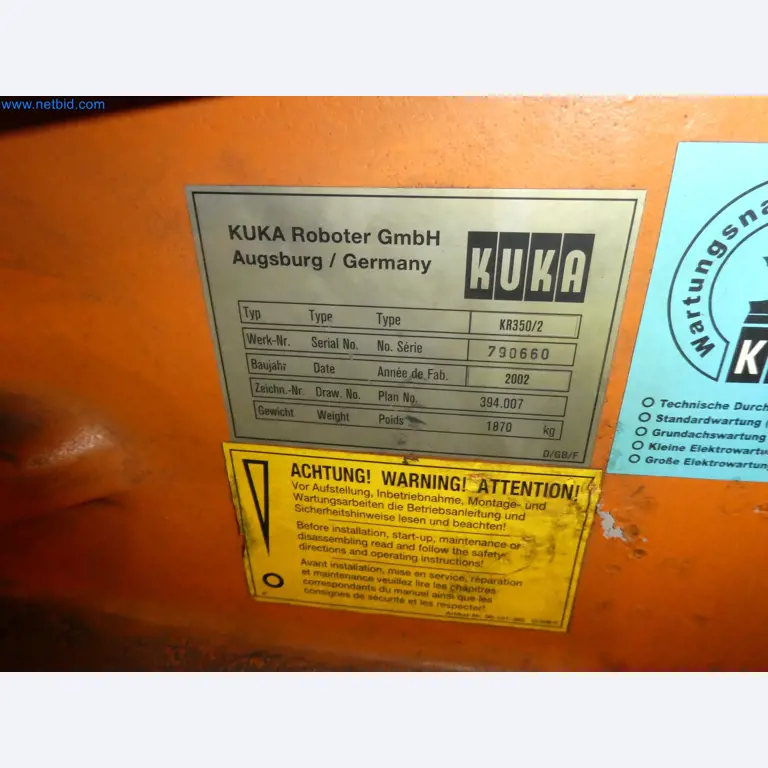 www.netbid.com
KUKA Roboter GmbH
Augsburg / Germany
KUKA
Typ Type Type KR350/2
Werk-Nr. Serial No. No. Série 790660
Baujahr Date Année de Fab. 2002
Zeichn.-Nr. Draw. No. Plan No. 394.007
Gewicht Weight Poids 1870 kg
D/GB/F
ACHTUNG! WARNING! ATTENTION!
Vor Aufstellung, Inbetriebnahme, Montage- und
Wartungsarbeiten die Betriebsanleitung und
Sicherheitshinweise lesen und beachten!
Before installation, start-up, maintenance or
disassembling read and follow the safety
directions and operating instructions!
Avant installation, mise en service, réparation
et maintenance veuillez lire les chapitres
correspondants du manuel ainsi que les
consignes de sécurité et les respecter!
Wartungsna
K
Technische Durch
Standardwartung
Grundachswartung
Kleine Elektrowartu
Große Elektrowartung